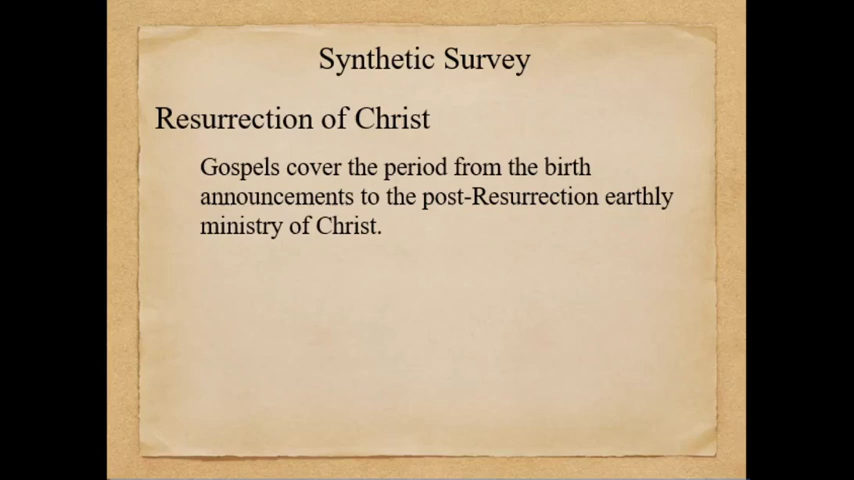 Synthetic Survey
Resurrection of Christ
Gospels cover the period from the birth
announcements to the post-Resurrection earthly
ministry of Christ.